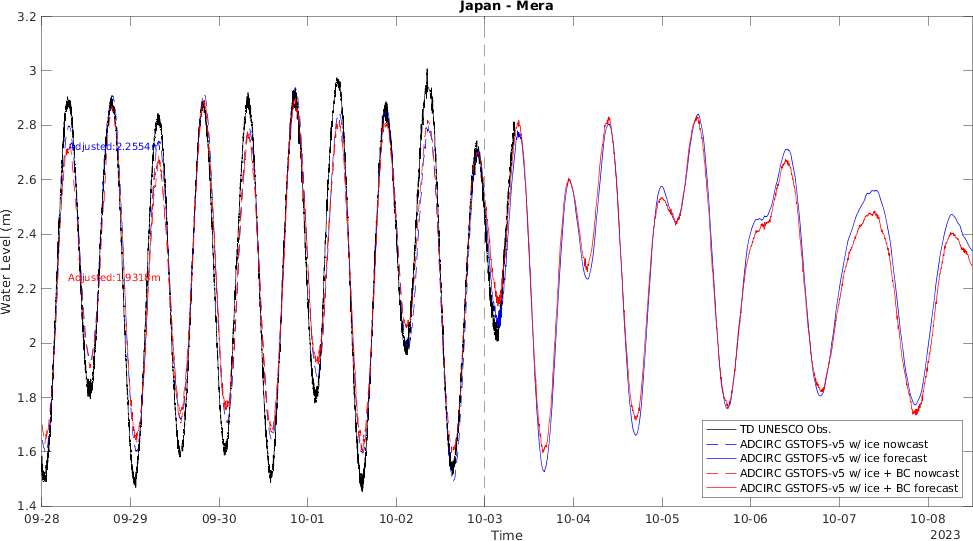 Japan - Mera
Water Level (m)
3.2
3
2.8
2.6
2.4
2.2
2
1.8
1.6
1.4
Adjusted:2.2554m
Adjusted:1.9318m
TD UNESCO Obs.
ADCIRC GSTOFS-v5 w/ ice nowcast
ADCIRC GSTOFS-v5 w/ ice forecast
ADCIRC GSTOFS-v5 w/ ice + BC nowcast
ADCIRC GSTOFS-v5 w/ ice + BC forecast
09-28 09-29 09-30 10-01 10-02 10-03 10-04 10-05 10-06 10-07 10-08
2023
Time